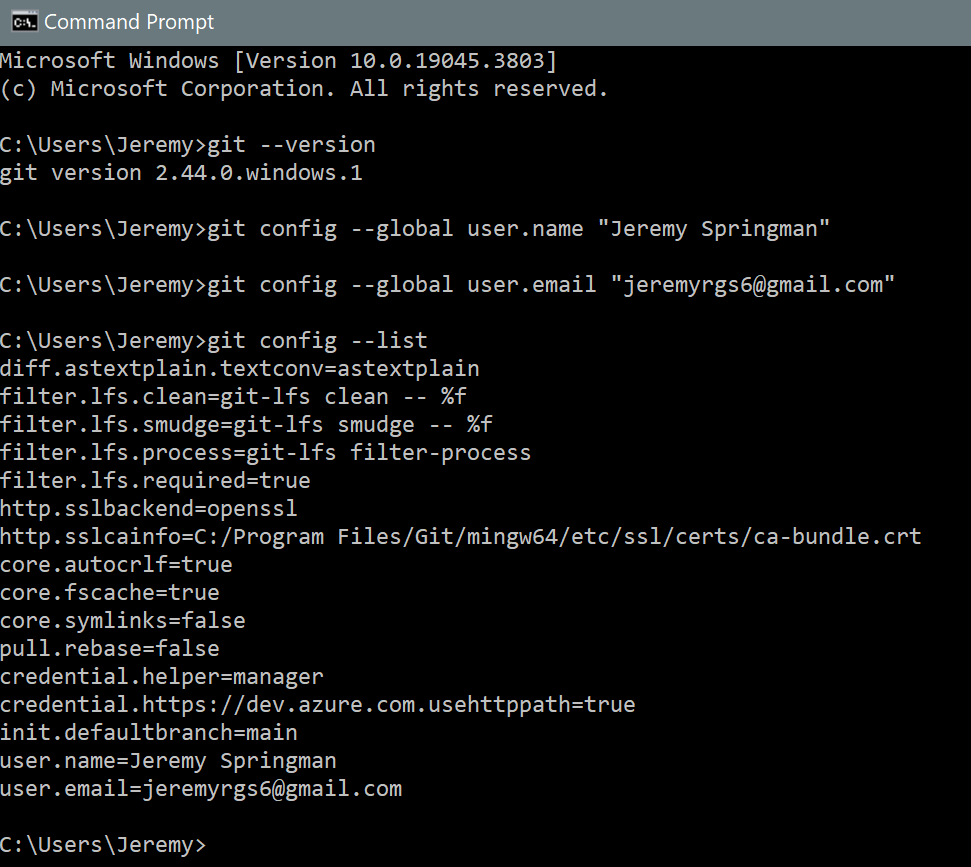 Command Prompt
Microsoft Windows [Version 10.0.19045.3803]
(c) Microsoft Corporation. All rights reserved.
C:\Users\Jeremy>git --version
git version 2.44.0.windows.1
C:\Users\Jeremy>git config --global user.name "Jeremy Springman"
C:\Users\Jeremy>git config --global user.email "jeremyrgs6@gmail.com"
C:\Users\Jeremy>git config --list
diff.astextplain.textconv=astextplain
filter.lfs.clean=git-lfs clean -- %f
filter.lfs.smudge=git-lfs smudge -- %f
filter.lfs.process=git-lfs filter-process
filter.lfs.required=true
http.sslbackend=openssl
http.sslcainfo=C:/Program Files/Git/mingw64/etc/ssl/certs/ca-bundle.crt
core.autocrlf=true
core.fscache=true
core.symlinks=false
pull.rebase=false
credential.helper=manager
credential.https://dev.azure.com.usehttppath=true
init.defaultbranch=main
user.name=Jeremy Springman
user.email=jeremyrgs6@gmail.com
C:\Users\Jeremy>